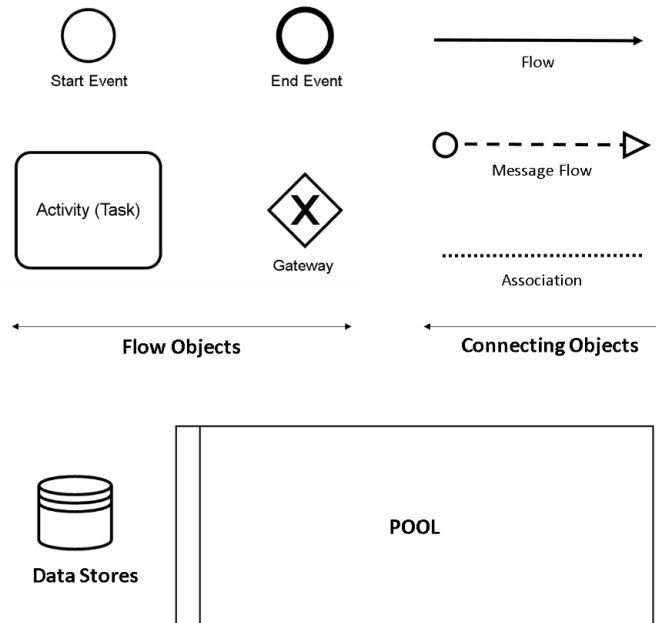 Start Event
End Event
Flow
Message Flow
Activity (Task)
X
Gateway
Association
Flow Objects
Connecting Objects
POOL
Data Stores